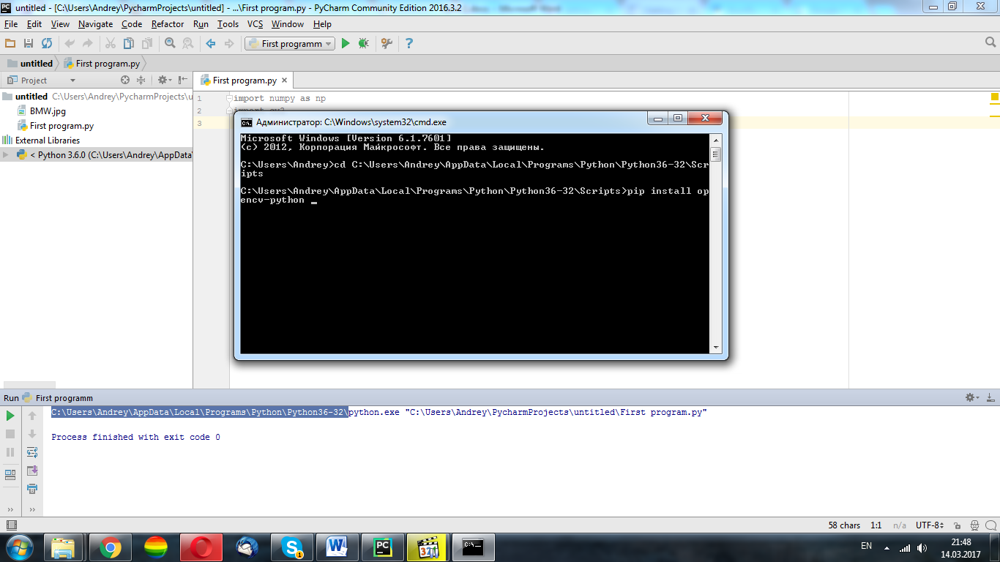 untitled - [C:\Users\Andrey\PycharmProjects\untitled] - ...\First program.py - PyCharm Community Edition 2016.3.2
File Edit View Navigate Code Refactor Run Tools VCS Window Help
First programm
untitled First program.py
Project
First program.py
untitled C:\Users\Andrey\PycharmProjects\u
BMW.jpg
First program.py
External Libraries
< Python 3.6.0 (C:\Users\Andrey\AppData\
1 import numpy as np
2 import cv2
3
Администратор: C:\Windows\system32\cmd.exe
Microsoft Windows [Version 6.1.7601]
(c) 2012, Корпорация Майкрософт. Все права защищены.
C:\Users\Andrey>cd C:\Users\Andrey\AppData\Local\Programs\Python\Python36-32\Scr
ipts
C:\Users\Andrey\AppData\Local\Programs\Python\Python36-32\Scripts>pip install op
encv-python _
Run First programm
C:\Users\Andrey\AppData\Local\Programs\Python\Python36-32\python.exe "C:\Users\Andrey\PycharmProjects\untitled\First program.py"
Process finished with exit code 0
58 chars 1:1 n/a UTF-8
EN 21:48
14.03.2017